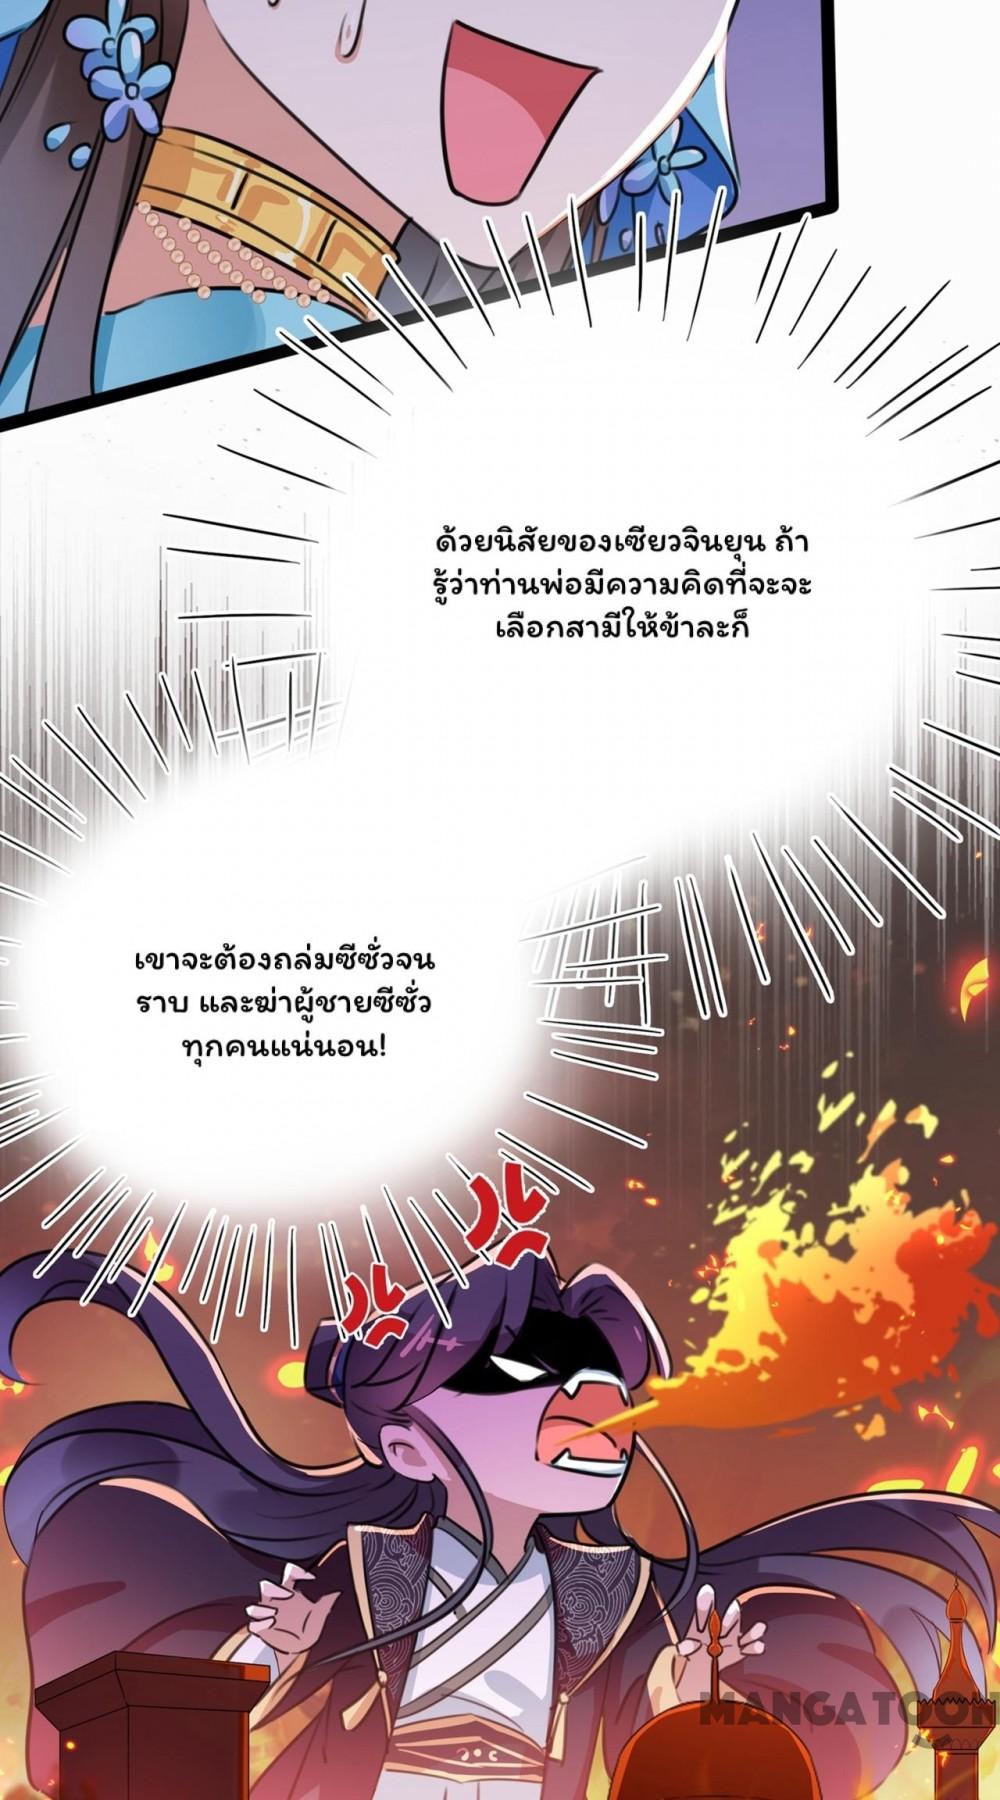 ด้วยนิสัยของเซียวจินยุน ถ้า
รู้ว่าท่านพ่อมีความคิดที่จะจะ
เลือกสามีให้ข้าละก็
เขาจะต้องถล่มซีซั่วจน
ราบ และฆ่าผู้ชายซีซั่ว
ทุกคนแน่นอน!
MANGA TOON